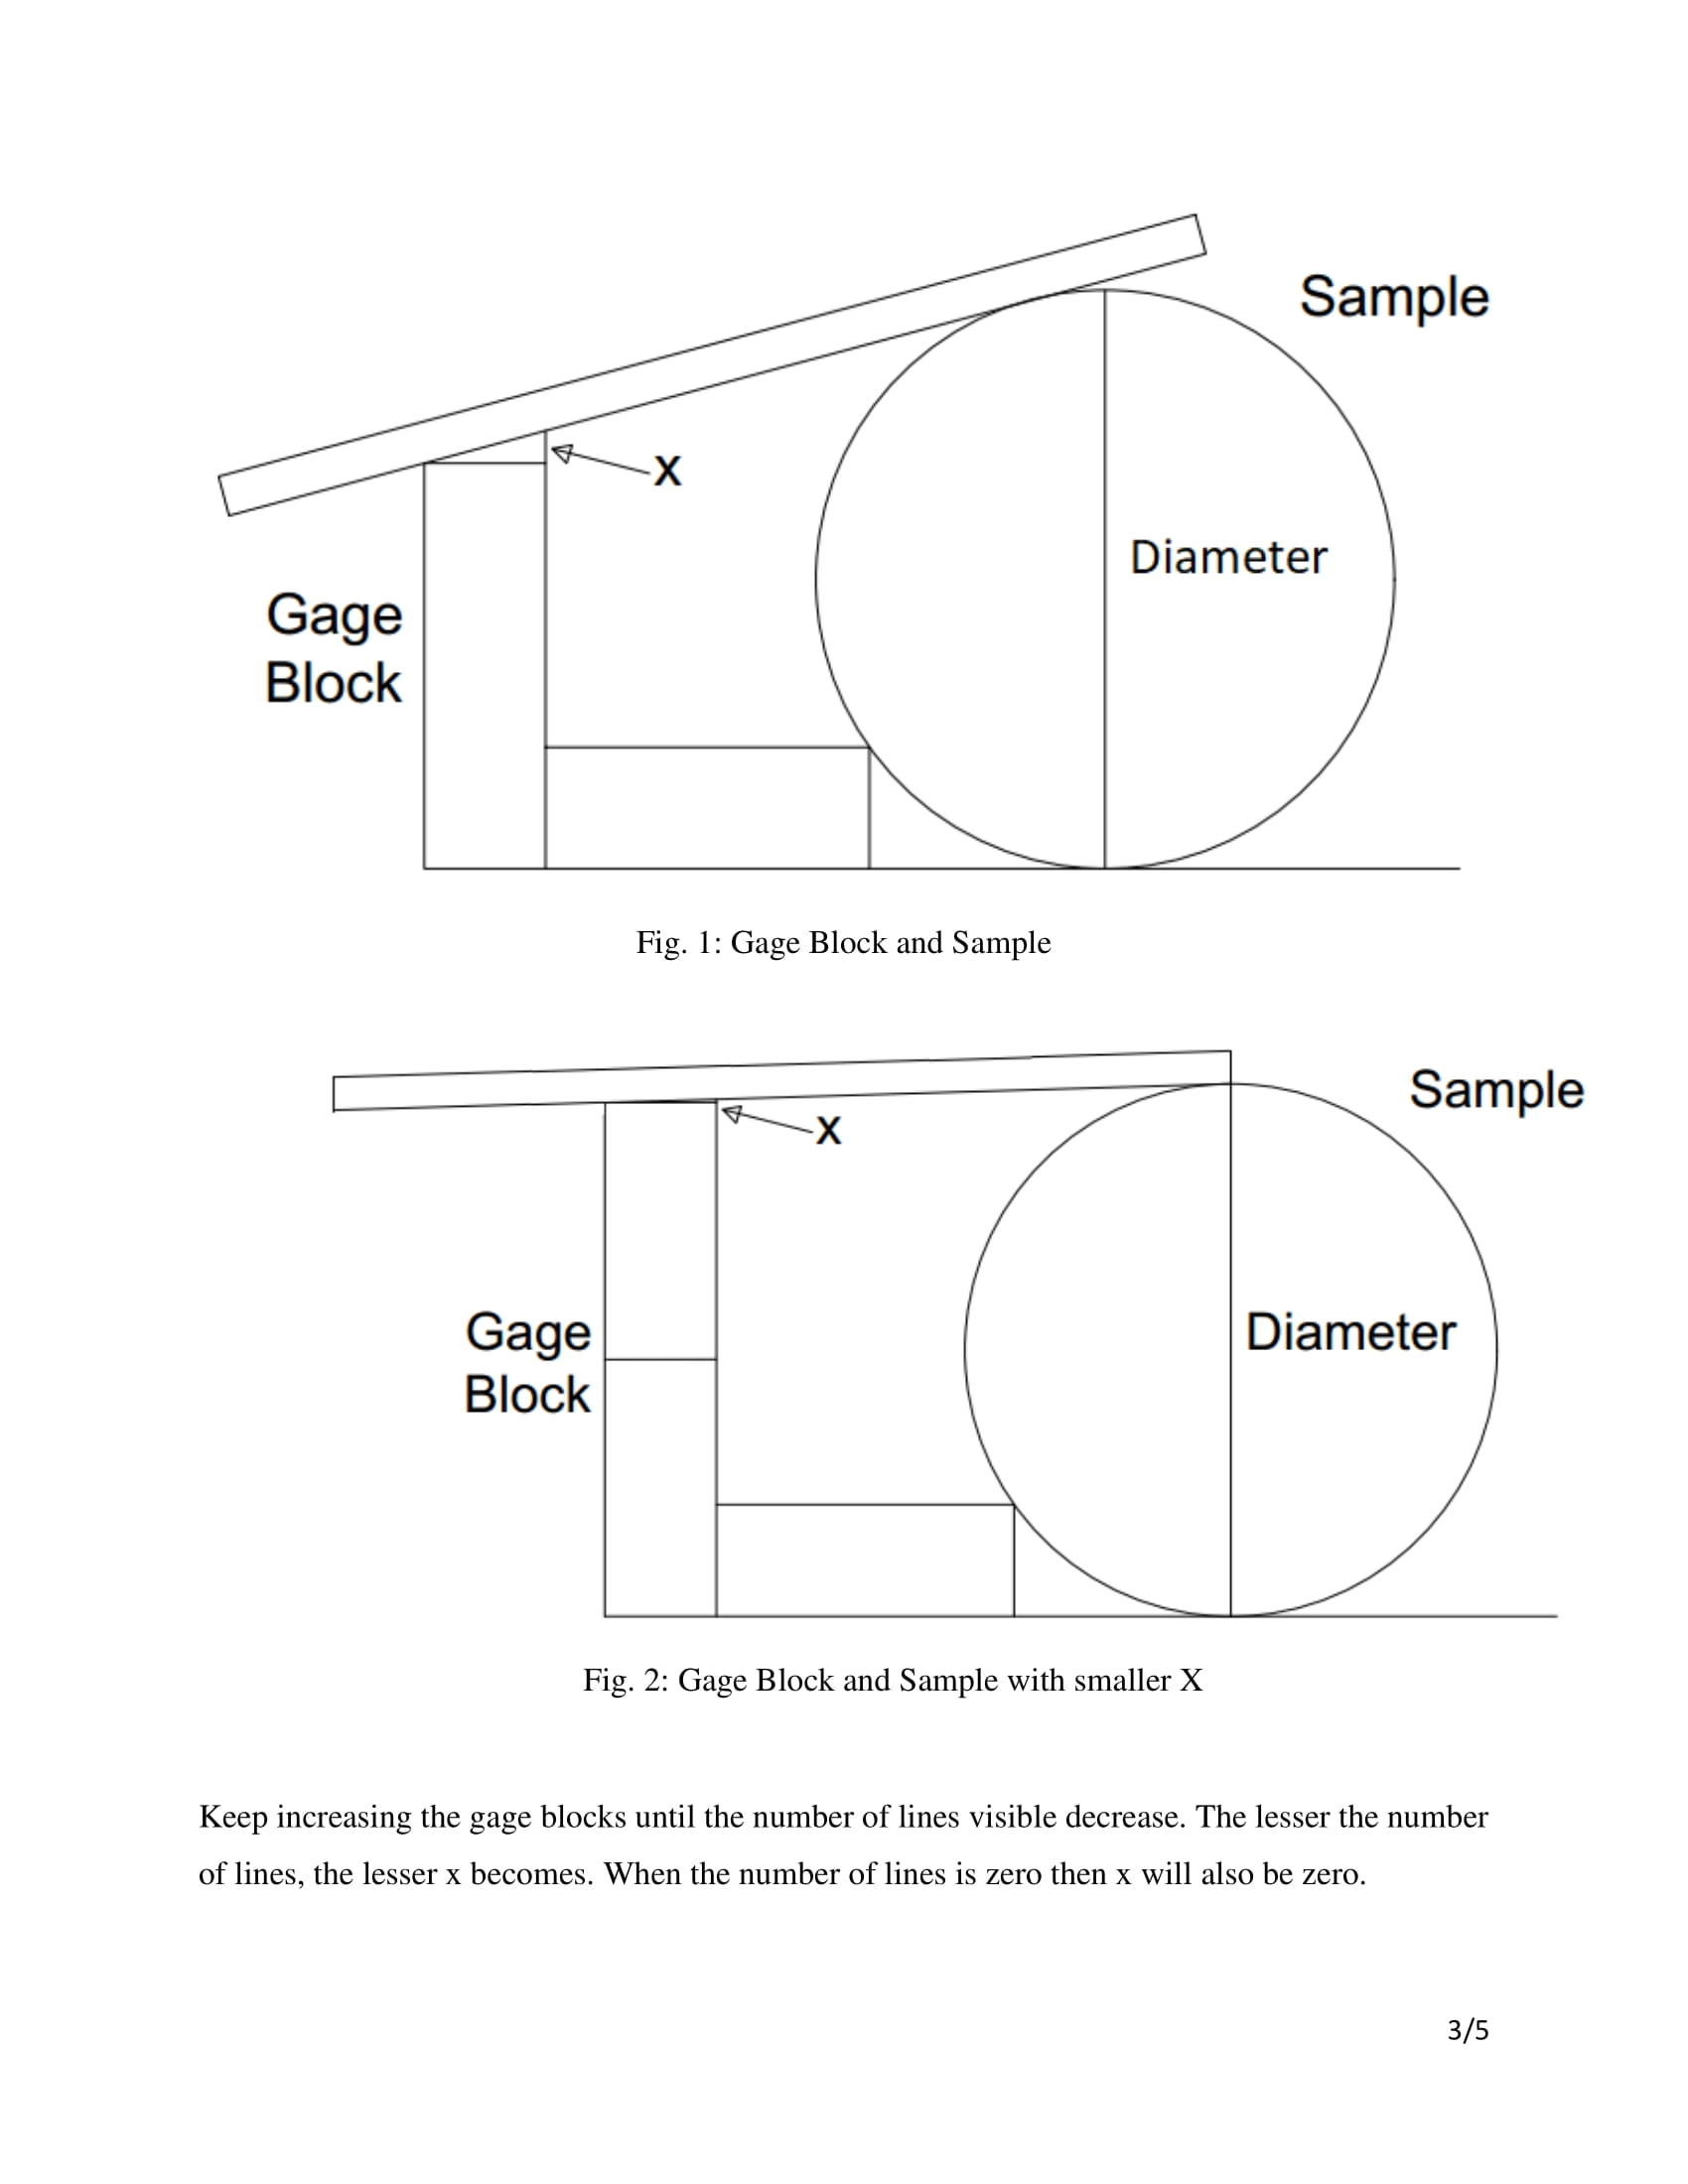 Sample
X
Diameter
Gage
Block
Fig. 1: Gage Block and Sample
Sample
X
Gage
Block
Diameter
Fig. 2: Gage Block and Sample with smaller X
Keep increasing the gage blocks until the number of lines visible decrease. The lesser the number
of lines, the lesser x becomes. When the number of lines is zero then x will also be zero.
3/5